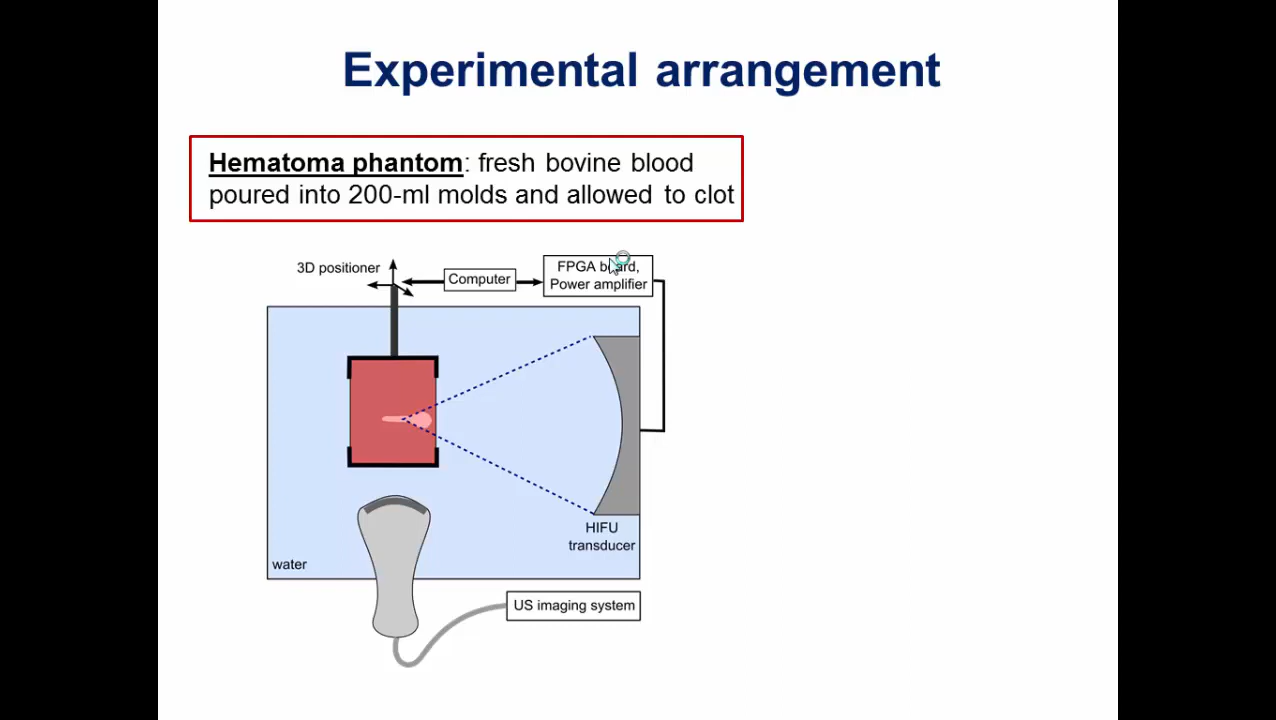 Experimental arrangement
Hematoma phantom: fresh bovine blood
poured into 200-ml molds and allowed to clot
3D positioner
Computer
FPGA board,
Power amplifier
HIFU
transducer
water
US imaging system